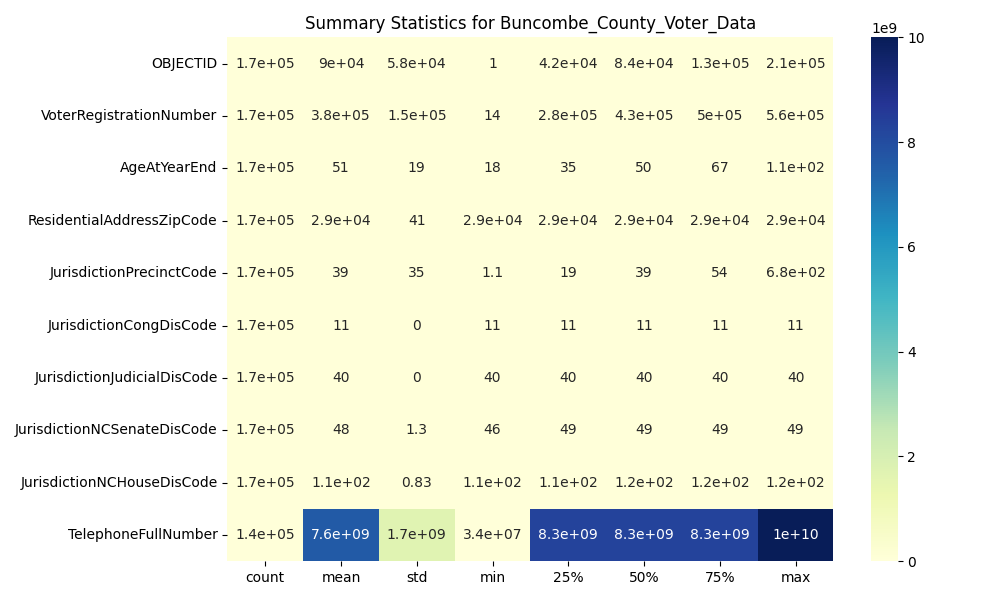 Summary Statistics for Buncombe_County_Voter_Data
1e9
OBJECTID 1.7e+05 9e+04 5.8e+04 1 4.2e+04 8.4e+04 1.3e+05 2.1e+05
VoterRegistrationNumber 1.7e+05 3.8e+05 1.5e+05 14 2.8e+05 4.3e+05 5e+05 5.6e+05
AgeAtYearEnd 1.7e+05 51 19 18 35 50 67 1.1e+02
ResidentialAddressZipCode 1.7e+05 2.9e+04 41 2.9e+04 2.9e+04 2.9e+04 2.9e+04 2.9e+04
JurisdictionPrecinctCode 1.7e+05 39 35 1.1 19 39 54 6.8e+02
JurisdictionCongDisCode 1.7e+05 11 0 11 11 11 11 11
JurisdictionJudicialDisCode 1.7e+05 40 0 40 40 40 40 40
JurisdictionNCSenateDisCode 1.7e+05 48 1.3 46 49 49 49 49
JurisdictionNCHouseDisCode 1.7e+05 1.1e+02 0.83 1.1e+02 1.1e+02 1.2e+02 1.2e+02 1.2e+02
TelephoneFullNumber 1.4e+05 7.6e+09 1.7e+09 3.4e+07 8.3e+09 8.3e+09 8.3e+09 1e+10
count mean std min 25% 50% 75% max
10
8
6
4
2
0